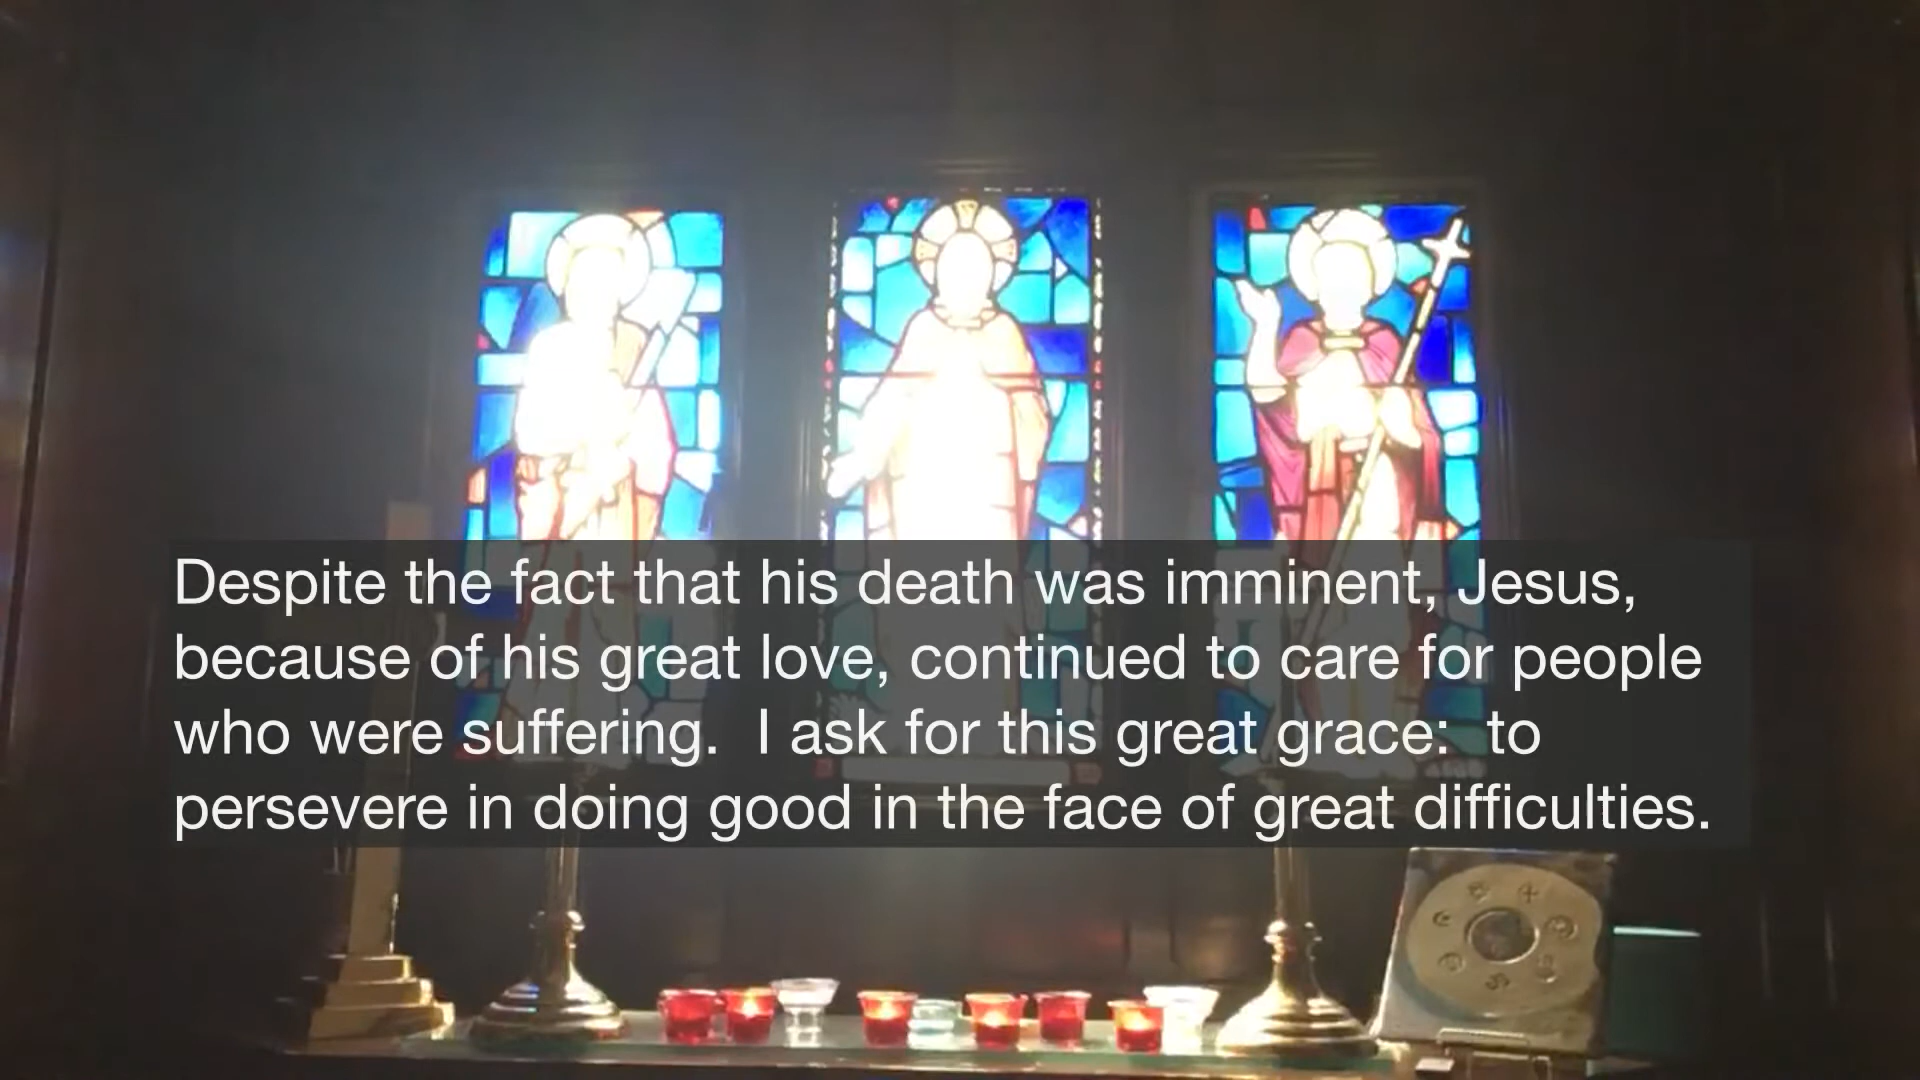 Despite the fact that his death was imminent, Jesus,
because of his great love, continued to care for people
who were suffering.  I ask for this great grace:  to
persevere in doing good in the face of great difficulties.